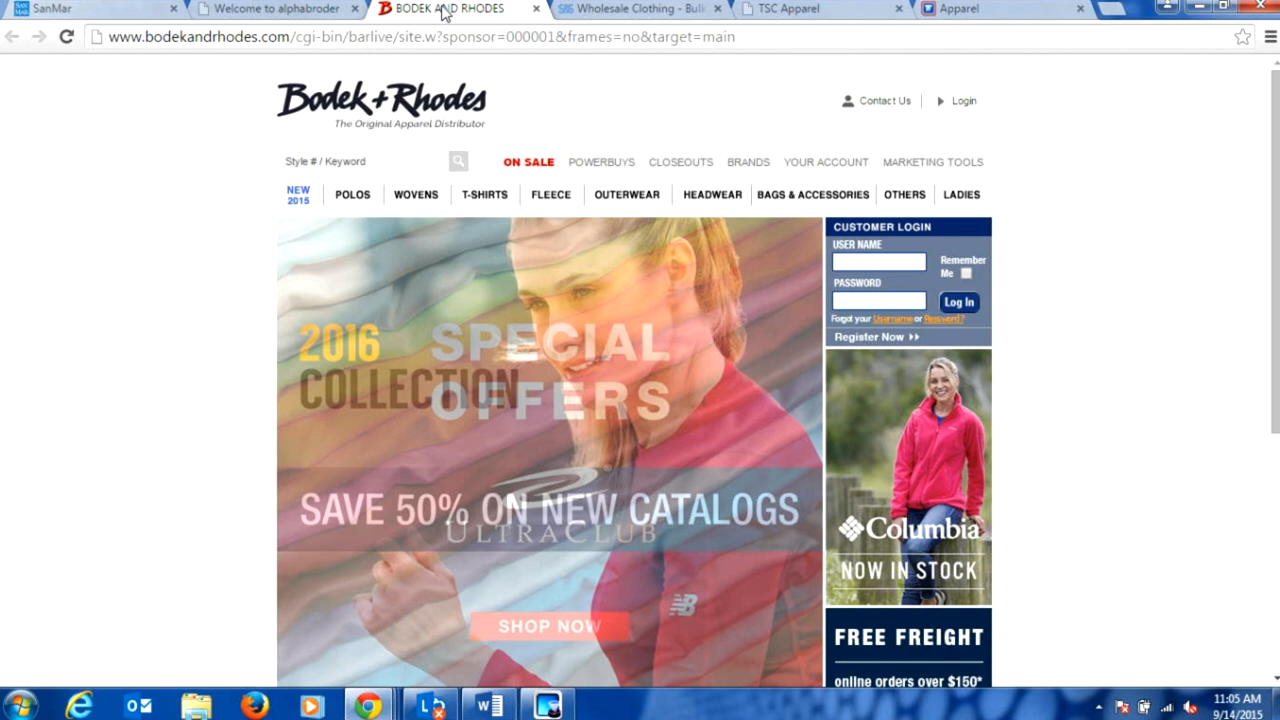 SAN MAR
SanMar
Welcome to alphabroder
BODEK AND RHODES
S&S
Wholesale Clothing - Bulk
TSC Apparel
Apparel
www.bodekandrhodes.com/cgi-bin/barlive/site.w?sponsor=000001&frames=no&target=main
Bodek+Rhodes
The Original Apparel Distributor
Contact Us
Login
Style # / Keyword
ON SALE
POWERBUYS
CLOSEOUTS
BRANDS
YOUR ACCOUNT
MARKETING TOOLS
NEW
2015
POLOS
WOVENS
T-SHIRTS
FLEECE
OUTERWEAR
HEADWEAR
BAGS & ACCESSORIES
OTHERS
LADIES
2016
COLLECTION
SPECIAL
OFFERS
SAVE 50% ON NEW CATALOGS
ULTRACLUB
NB
SHOP NOW
CUSTOMER LOGIN
USER NAME
Remember
Me
PASSWORD
Log In
Forgot your Username or Password?
Register Now
Columbia
NOW IN STOCK
FREE FREIGHT
online orders over $150*
11:05 AM
9/14/2015